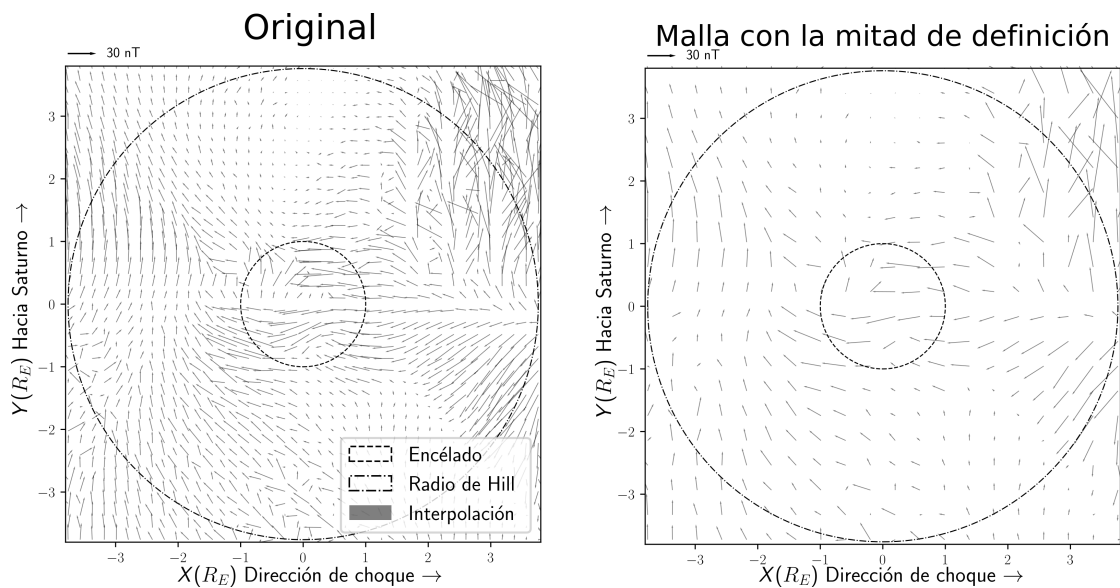 Original
30 nT
3
2
1
0
−1
−2
−3
Y(R_E) Hacia Saturno →
Encélado
Radio de Hill
Interpolación
−3 −2 −1 0 1 2 3
X(R_E) Dirección de choque →
Malla con la mitad de definición
30 nT
3
2
1
0
−1
−2
−3
Y(R_E) Hacia Saturno →
−3 −2 −1 0 1 2 3
X(R_E) Dirección de choque →